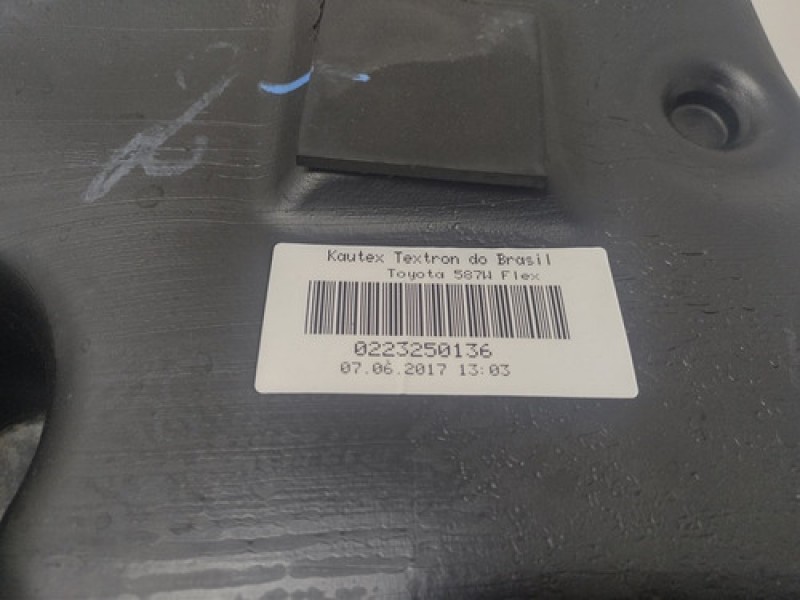 Kautex Textron do Brasil
Toyota 587W Flex
0223250136
07.06.2017 13:03